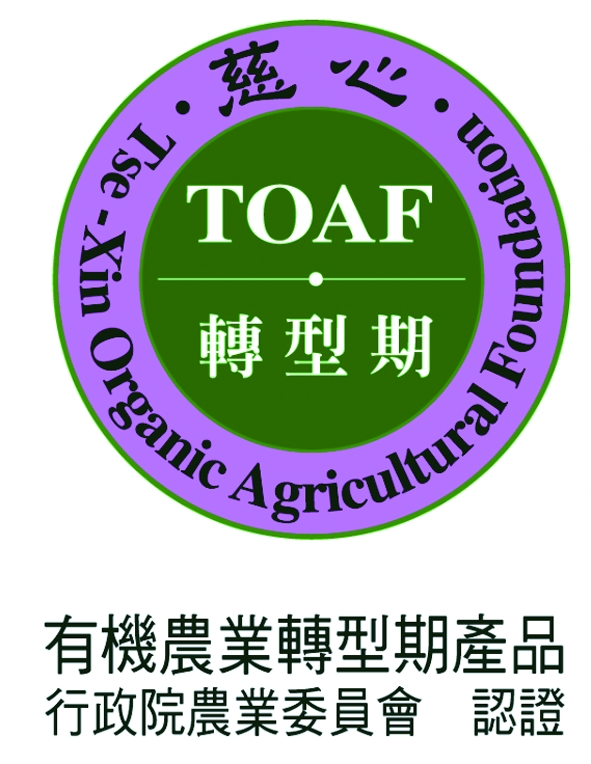 慈心
Tse-Xin Organic Agricultural Foundation
TOAF
轉型期
有機農業轉型期產品
行政院農業委員會 認證